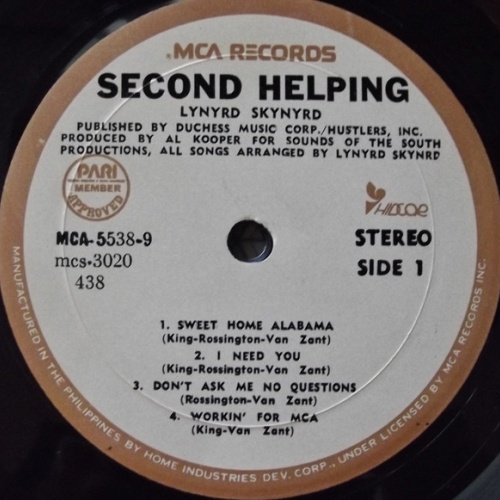 MCA RECORDS
SECOND HELPING
LYNYRD SKYNYRD
PUBLISHED BY DUCHESS MUSIC CORP./HUSTLERS, INC.
PRODUCED BY AL KOOPER FOR SOUNDS OF THE SOUTH
PRODUCTIONS, ALL SONGS ARRANGED BY LYNYRD SKYNRD
PARI
MEMBER
APPROVED
MCA-5538-9
mcs-3020
438
STEREO
SIDE 1
1. SWEET HOME ALABAMA
(King-Rossington-Van Zant)
2. I NEED YOU
(King-Rossington-Van Zant)
3. DON'T ASK ME NO QUESTIONS
(Rossington-Van Zant)
4. WORKIN' FOR MCA
(King-Van Zant)
MANUFACTURED IN THE PHILIPPINES BY HOME INDUSTRIES DEV. CORP., UNDER LICENSED BY MCA RECORDS INC.